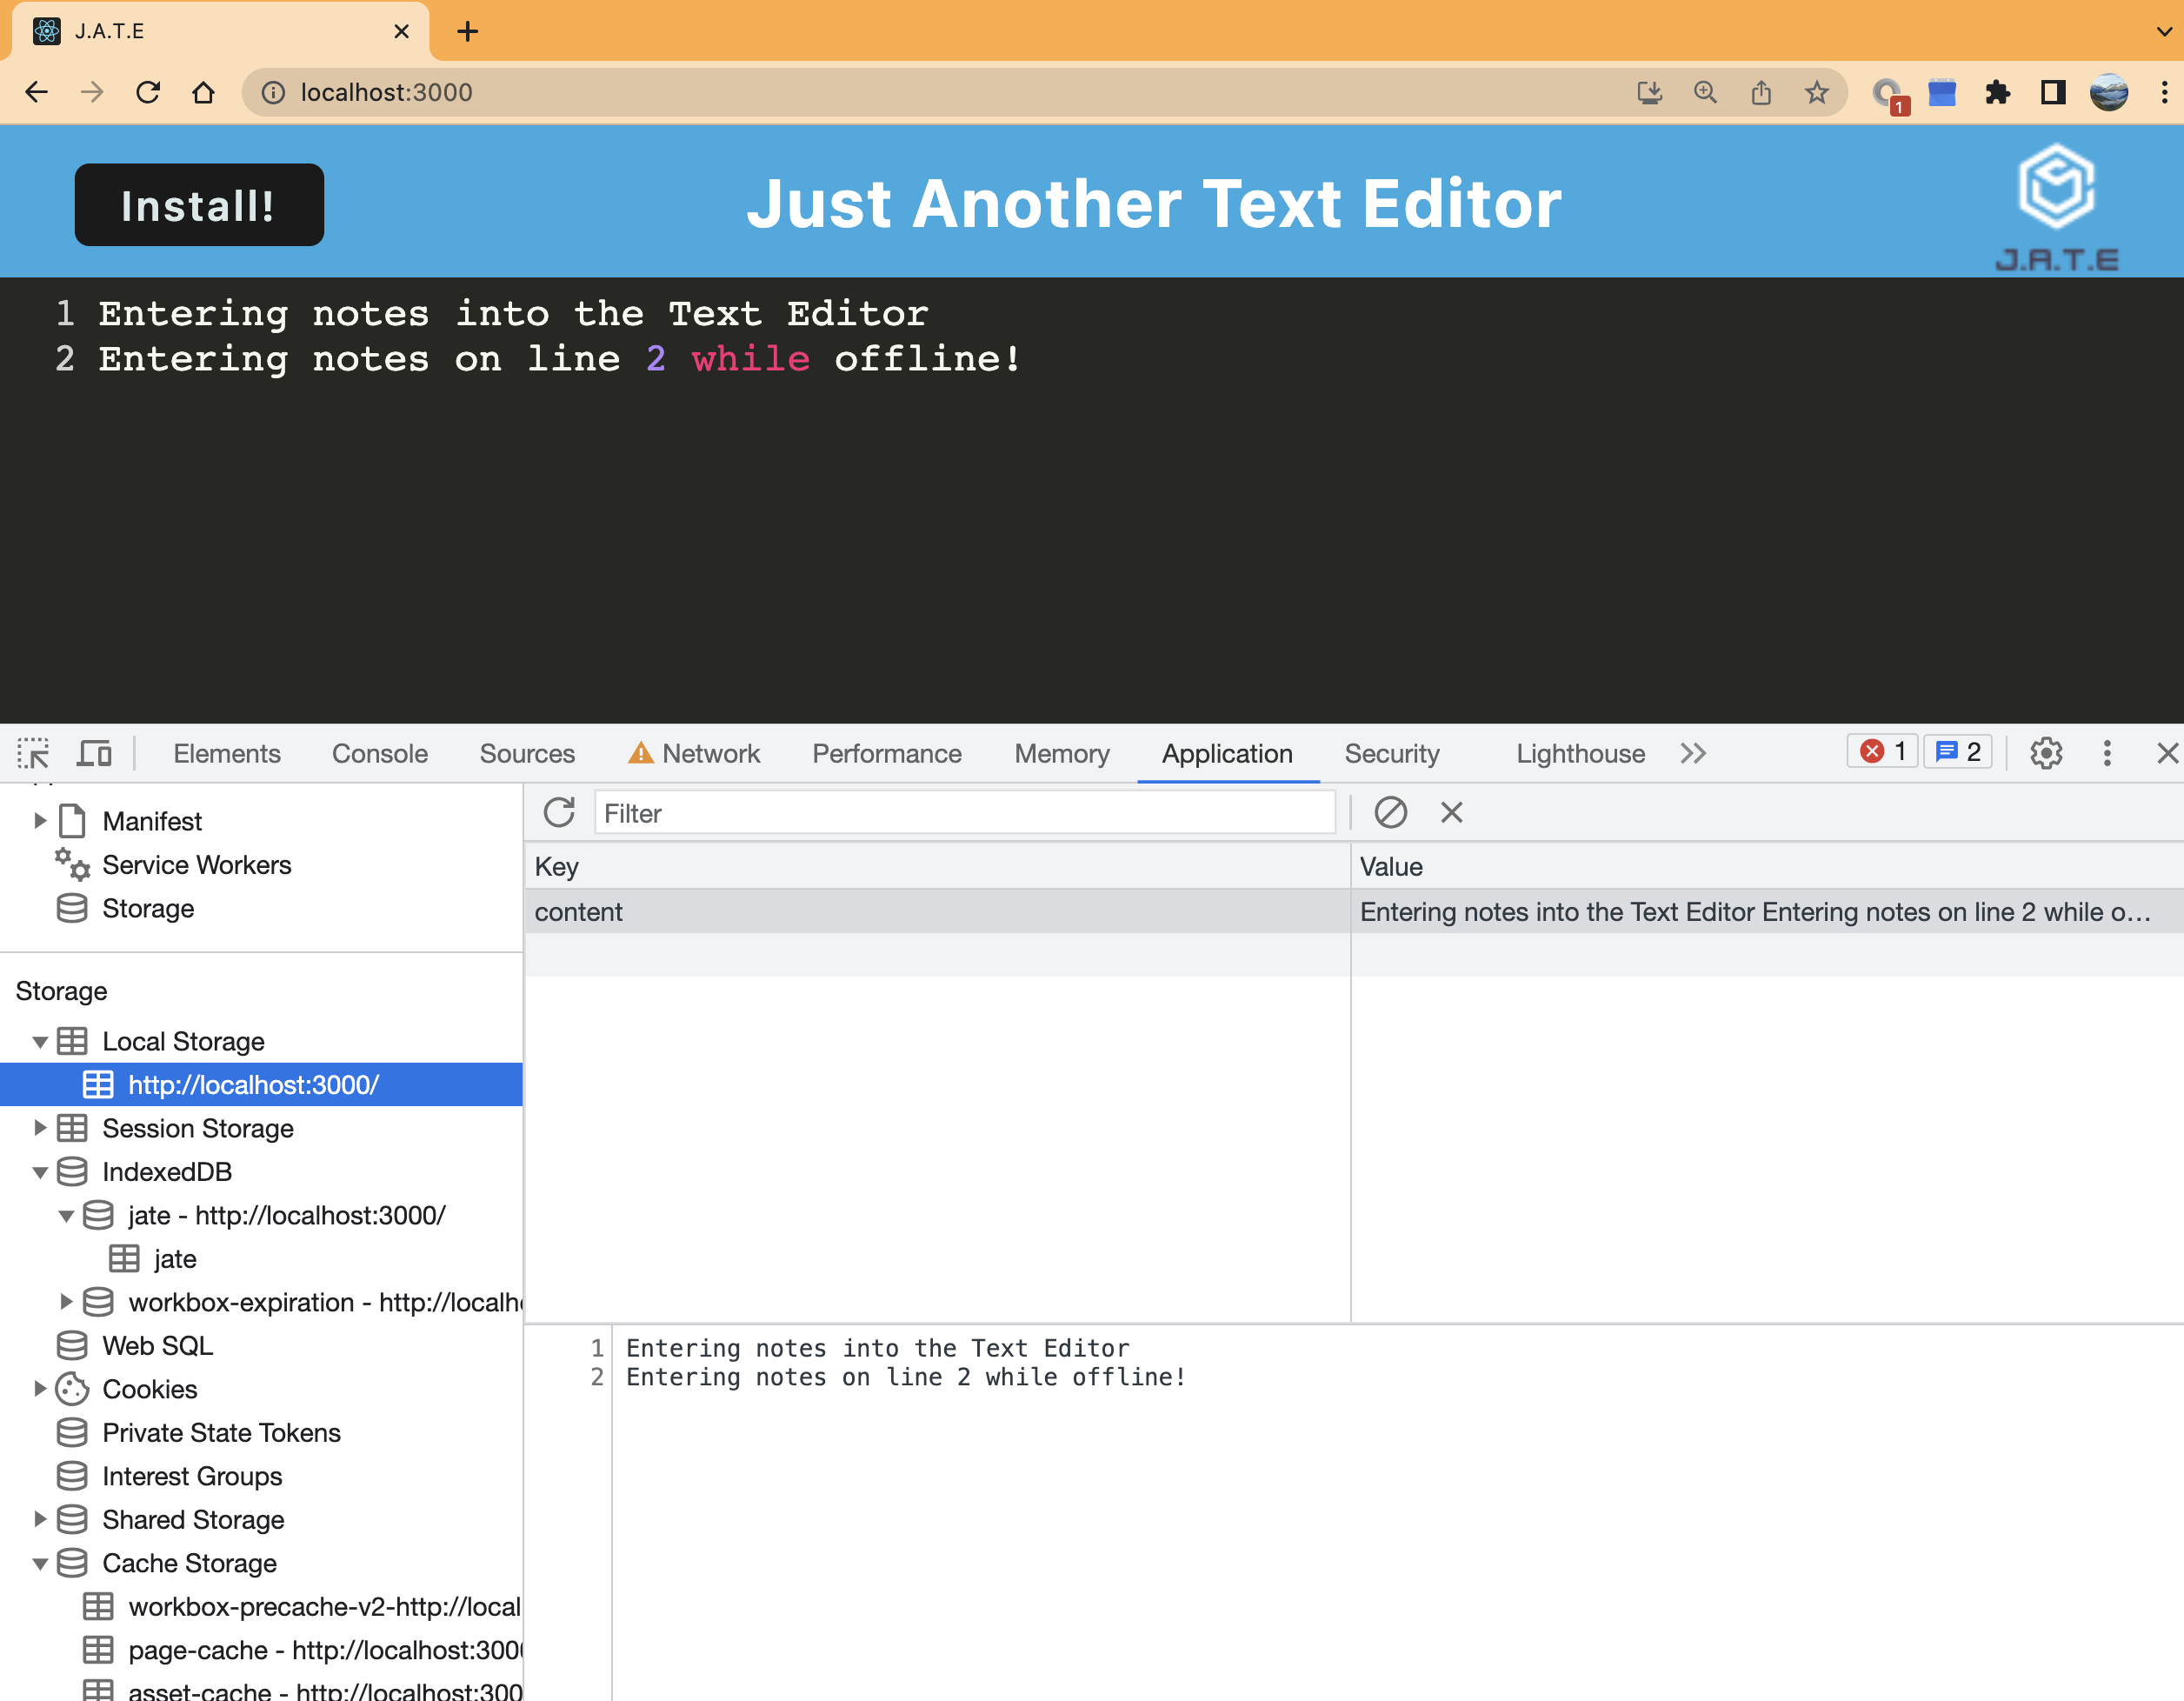 J.A.T.E
localhost:3000
1
Install!
Just Another Text Editor
J.A.T.E
1 Entering notes into the Text Editor
2 Entering notes on line 2 while offline!
Elements Console Sources Network Performance Memory Application Security Lighthouse 1 2
Manifest
Service Workers
Storage
Storage
Local Storage
http://localhost:3000/
Session Storage
IndexedDB
jate - http://localhost:3000/
jate
workbox-expiration - http://localh
Web SQL
Cookies
Private State Tokens
Interest Groups
Shared Storage
Cache Storage
workbox-precache-v2-http://local
page-cache - http://localhost:300
asset-cache - http://localhost:300
Filter
Key Value
content Entering notes into the Text Editor Entering notes on line 2 while o…
1 Entering notes into the Text Editor
2 Entering notes on line 2 while offline!